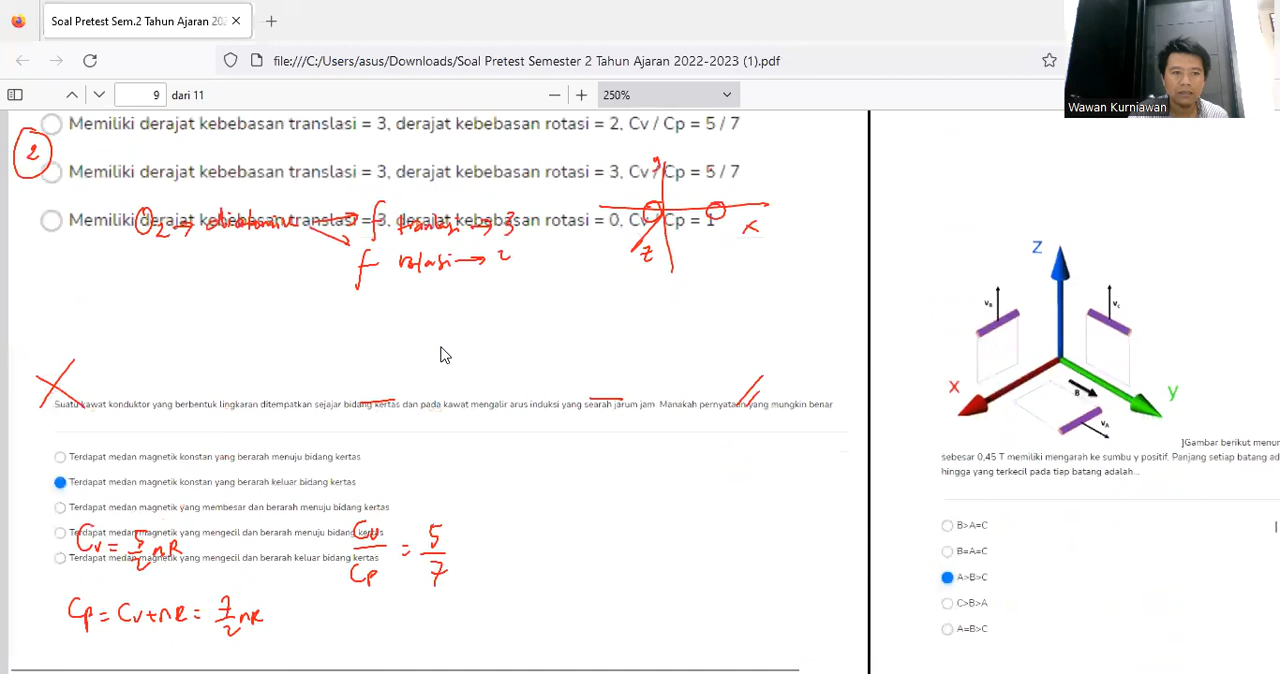 Soal Pretest Sem.2 Tahun Ajaran 202
file:///C:/Users/asus/Downloads/Soal Pretest Semester 2 Tahun Ajaran 2022-2023 (1).pdf
9 dari 11
250%
Wawan Kurniawan
Memiliki derajat kebebasan translasi = 3, derajat kebebasan rotasi = 2, Cv / Cp = 5 / 7
2
Memiliki derajat kebebasan translasi = 3, derajat kebebasan rotasi = 3, Cv / Cp = 5 / 7
y
Memiliki derajat kebebasan translasi = 3, derajat kebebasan rotasi = 0, Cv / Cp = 1
O2 → diatomik f translasi → 3
x
z
f rotasi → 2
Suatu kawat konduktor yang berbentuk lingkaran ditempatkan sejajar bidang kertas dan pada kawat mengalir arus induksi yang searah jarum jam. Manakah pernyataan yang mungkin benar
Terdapat medan magnetik konstan yang berarah menuju bidang kertas
Terdapat medan magnetik konstan yang berarah keluar bidang kertas
Terdapat medan magnetik yang membesar dan berarah menuju bidang kertas
Terdapat medan magnetik yang mengecil dan berarah menuju bidang kertas
Terdapat medan magnetik yang mengecil dan berarah keluar bidang kertas
Cv = 5/2 nR
Cv/Cp = 5/7
Cp = Cv + nR = 7/2 nR
Z
vB
vC
X
B
y
vA
]Gambar berikut menun
sebesar 0,45 T memiliki mengarah ke sumbu y positif. Panjang setiap batang ad
hingga yang terkecil pada tiap batang adalah...
B>A=C
B=A=C
A>B>C
C>B>A
A=B>C